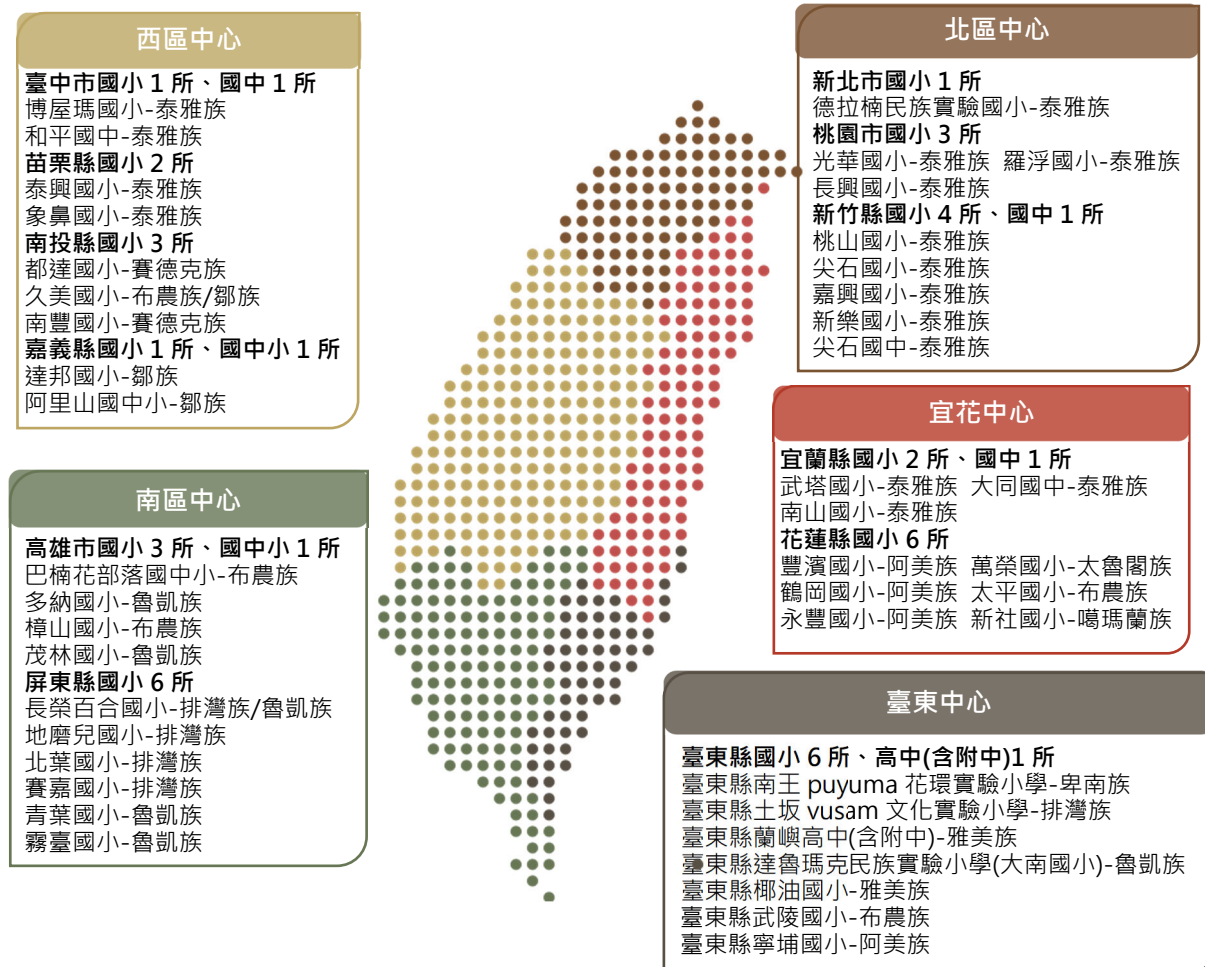 西區中心
臺中市國小 1 所、國中 1 所
博屋瑪國小-泰雅族
和平國中-泰雅族
苗栗縣國小 2 所
泰興國小-泰雅族
象鼻國小-泰雅族
南投縣國小 3 所
都達國小-賽德克族
久美國小-布農族/鄒族
南豐國小-賽德克族
嘉義縣國小 1 所、國中小 1 所
達邦國小-鄒族
阿里山國中小-鄒族
北區中心
新北市國小 1 所
德拉楠民族實驗國小-泰雅族
桃園市國小 3 所
光華國小-泰雅族 羅浮國小-泰雅族
長興國小-泰雅族
新竹縣國小 4 所、國中 1 所
桃山國小-泰雅族
尖石國小-泰雅族
嘉興國小-泰雅族
新樂國小-泰雅族
尖石國中-泰雅族
宜花中心
宜蘭縣國小 2 所、國中 1 所
武塔國小-泰雅族 大同國中-泰雅族
南山國小-泰雅族
花蓮縣國小 6 所
豐濱國小-阿美族 萬榮國小-太魯閣族
鶴岡國小-阿美族 太平國小-布農族
永豐國小-阿美族 新社國小-噶瑪蘭族
南區中心
高雄市國小 3 所、國中小 1 所
巴楠花部落國中小-布農族
多納國小-魯凱族
樟山國小-布農族
茂林國小-魯凱族
屏東縣國小 6 所
長榮百合國小-排灣族/魯凱族
地磨兒國小-排灣族
北葉國小-排灣族
賽嘉國小-排灣族
青葉國小-魯凱族
霧臺國小-魯凱族
臺東中心
臺東縣國小 6 所、高中(含附中)1 所
臺東縣南王 puyuma 花環實驗小學-卑南族
臺東縣土坂 vusam 文化實驗小學-排灣族
臺東縣蘭嶼高中(含附中)-雅美族
臺東縣達魯瑪克民族實驗小學(大南國小)-魯凱族
臺東縣椰油國小-雅美族
臺東縣武陵國小-布農族
臺東縣寧埔國小-阿美族